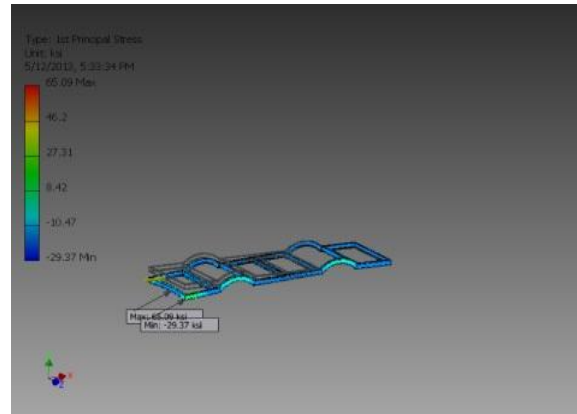 Type: 1st Principal Stress
Unit: ksi
5/12/2013, 5:33:34 PM
65.09 Max
46.2
27.31
8.42
-10.47
-29.37 Min
Max: 65.09 ksi
Min: -29.37 ksi